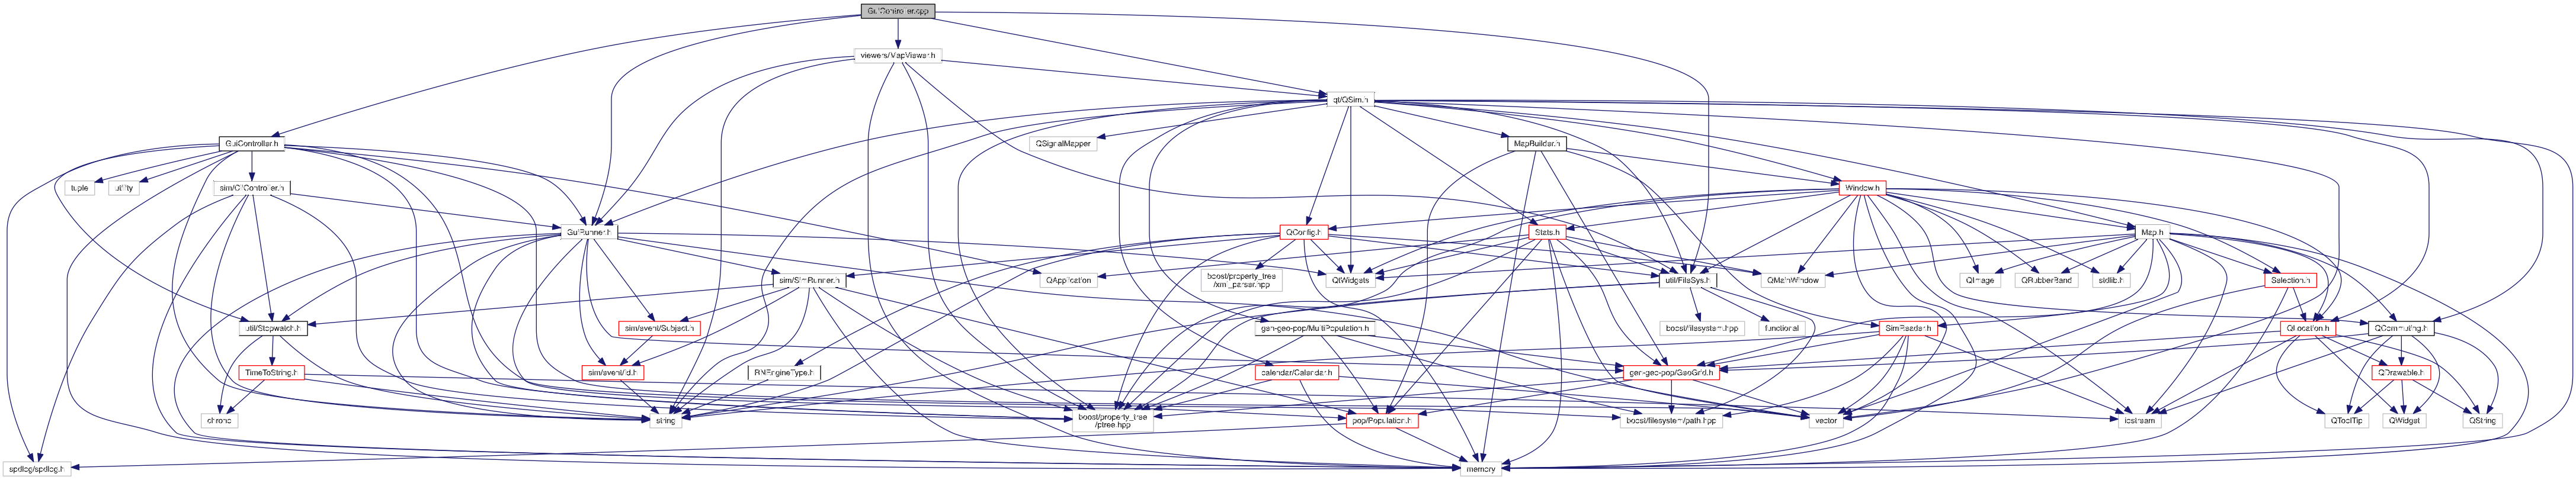 GuiController.cpp
viewers/MapViewer.h
qt/QSim.h
GuiController.h
QSignalMapper
MapBuilder.h
tuple
utility
sim/CliController.h
Window.h
GuiRunner.h
QConfig.h
Stats.h
Map.h
sim/SimRunner.h
QApplication
boost/property_tree
/xml_parser.hpp
QtWidgets
util/FileSys.h
QMainWindow
QImage
QRubberBand
stdlib.h
Selection.h
util/Stopwatch.h
sim/event/Subject.h
gen-geo-pop/MultiPopulation.h
boost/filesystem.hpp
functional
SimReader.h
QLocation.h
QCommuting.h
TimeToString.h
sim/event/Id.h
RNEngineType.h
calendar/Calendar.h
gen-geo-pop/GeoGrid.h
QDrawable.h
chrono
string
boost/property_tree
/ptree.hpp
pop/Population.h
boost/filesystem/path.hpp
vector
iostream
QToolTip
QWidget
QString
spdlog/spdlog.h
memory